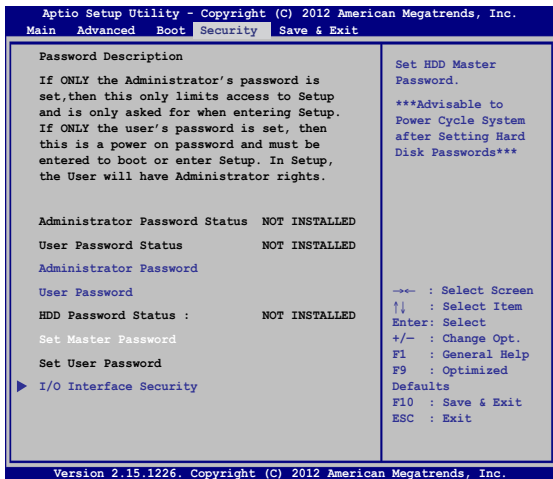 Aptio Setup Utility - Copyright (C) 2012 American Megatrends, Inc.
Main Advanced Boot Security Save & Exit
Password Description
If ONLY the Administrator's password is
set,then this only limits access to Setup
and is only asked for when entering Setup.
If ONLY the user's password is set, then
this is a power on password and must be
entered to boot or enter Setup. In Setup,
the User will have Administrator rights.
Administrator Password Status NOT INSTALLED
User Password Status NOT INSTALLED
Administrator Password
User Password
HDD Password Status : NOT INSTALLED
Set Master Password
Set User Password
I/O Interface Security
Set HDD Master
Password.
***Advisable to
Power Cycle System
after Setting Hard
Disk Passwords***
→← : Select Screen
↑↓ : Select Item
Enter: Select
+/— : Change Opt.
F1 : General Help
F9 : Optimized
Defaults
F10 : Save & Exit
ESC : Exit
Version 2.15.1226. Copyright (C) 2012 American Megatrends, Inc.